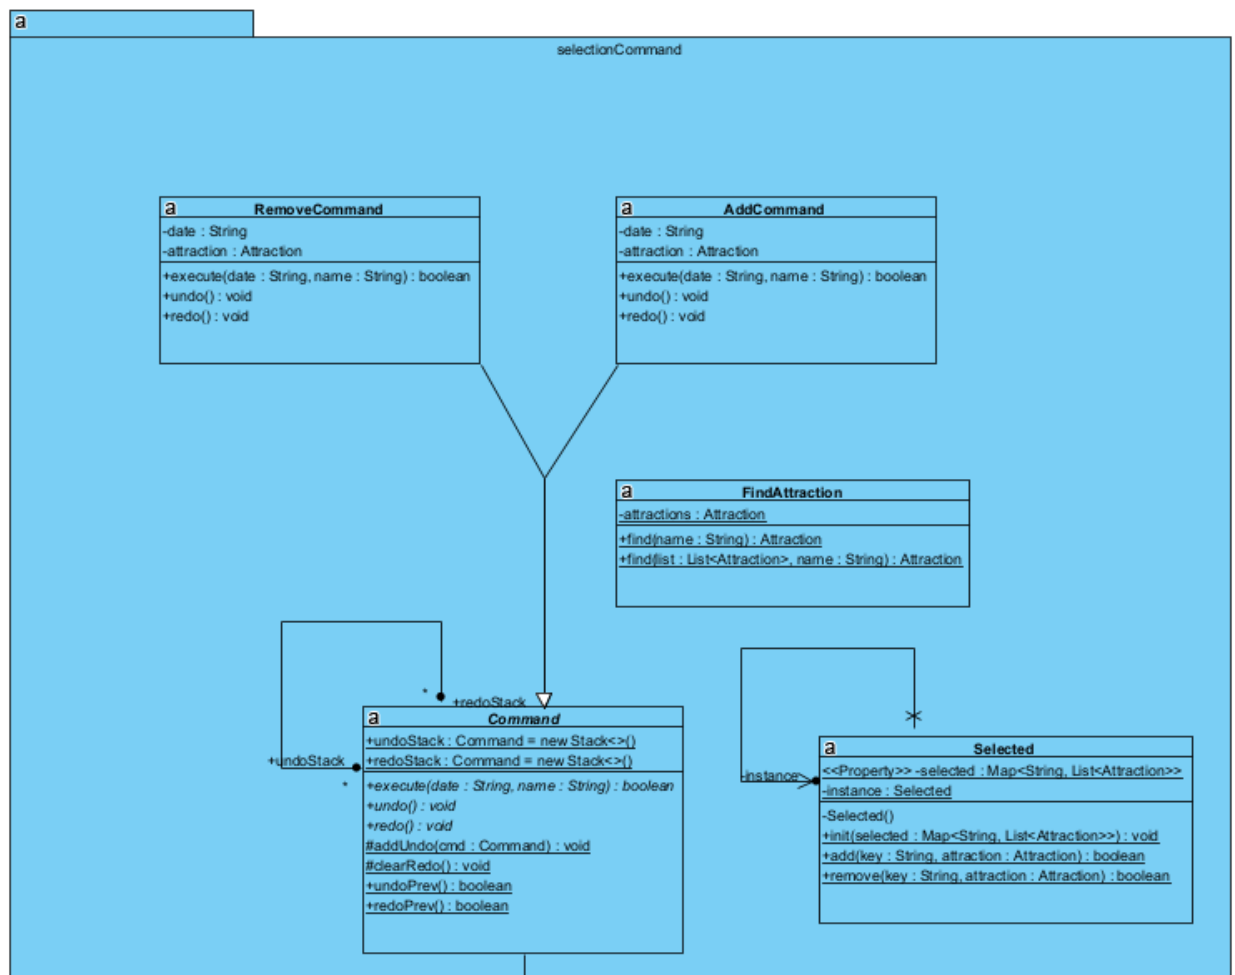 a
selectionCommand
a RemoveCommand
-date : String
-attraction : Attraction
+execute(date : String, name : String) : boolean
+undo() : void
+redo() : void
a AddCommand
-date : String
-attraction : Attraction
+execute(date : String, name : String) : boolean
+undo() : void
+redo() : void
a FindAttraction
-attractions : Attraction
+find(name : String) : Attraction
+find(list : List<Attraction>, name : String) : Attraction
* +redoStack
+undoStack
*
a Command
+undoStack : Command = new Stack<>()
+redoStack : Command = new Stack<>()
+execute(date : String, name : String) : boolean
+undo() : void
+redo() : void
#addUndo(cmd : Command) : void
#clearRedo() : void
+undoPrev() : boolean
+redoPrev() : boolean
-instance
a Selected
<<Property>> -selected : Map<String, List<Attraction>>
-instance : Selected
-Selected()
+init(selected : Map<String, List<Attraction>>) : void
+add(key : String, attraction : Attraction) : boolean
+remove(key : String, attraction : Attraction) : boolean